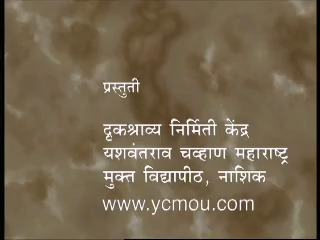 प्रस्तुती
दृकश्राव्य निर्मिती केंद्र
यशवंतराव चव्हाण महाराष्ट्र
मुक्त विद्यापीठ, नाशिक
www.ycmou.com